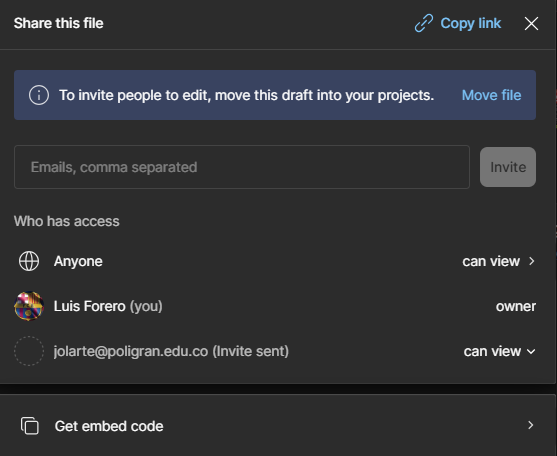 Share this file
Copy link
To invite people to edit, move this draft into your projects.
Move file
Emails, comma separated
Invite
Who has access
Anyone
can view
Luis Forero (you)
owner
jolarte@poligran.edu.co (Invite sent)
can view
Get embed code